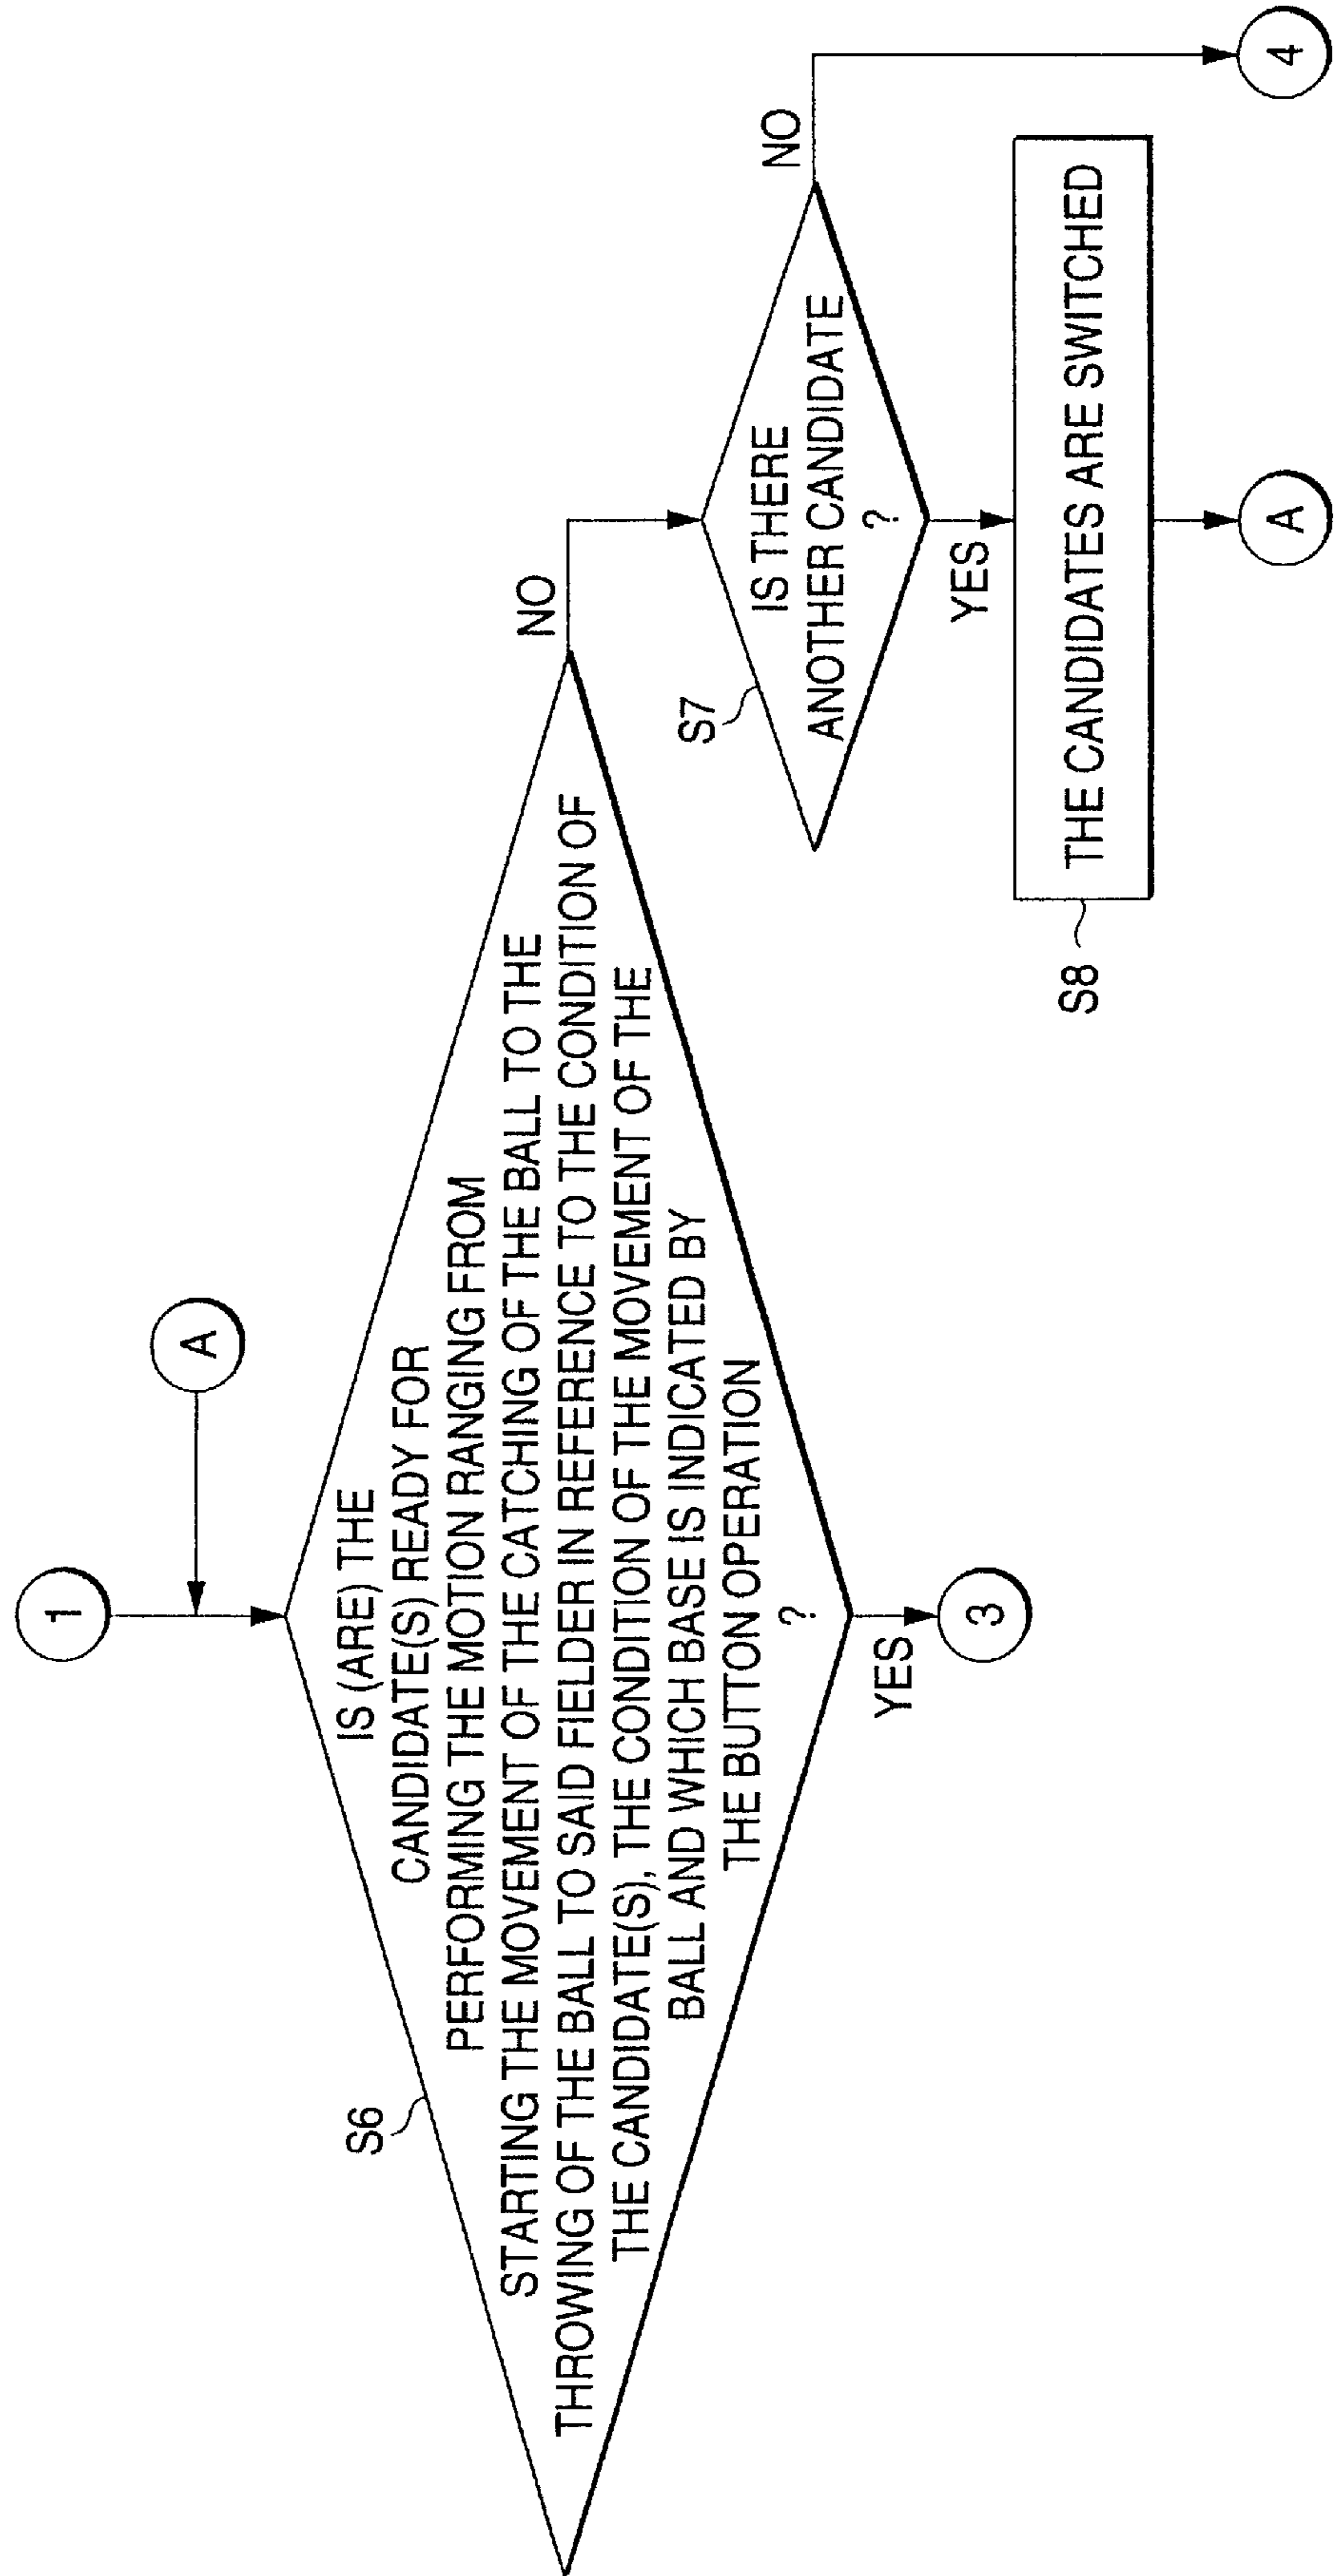 1
A
S6
IS (ARE) THE
CANDIDATE(S) READY FOR
PERFORMING THE MOTION RANGING FROM
STARTING THE MOVEMENT OF THE CATCHING OF THE BALL TO THE
THROWING OF THE BALL TO SAID FIELDER IN REFERENCE TO THE CONDITION OF
THE CANDIDATE(S), THE CONDITION OF THE MOVEMENT OF THE
BALL AND WHICH BASE IS INDICATED BY
THE BUTTON OPERATION
?
NO
YES
3
S7
IS THERE
ANOTHER CANDIDATE
?
NO
YES
S8
THE CANDIDATES ARE SWITCHED
A
4